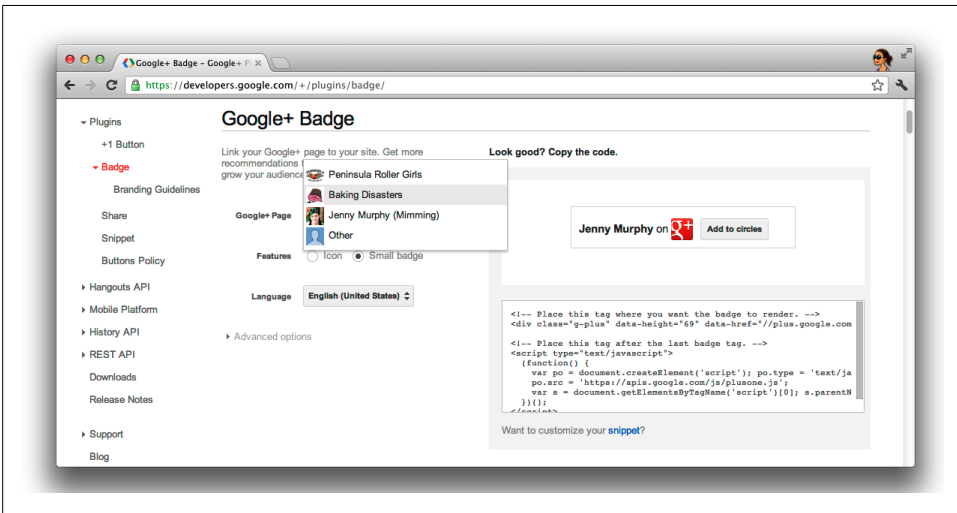 Google+ Badge – Google+ Pl
https://developers.google.com/+/plugins/badge/
Plugins
+1 Button
Badge
Branding Guidelines
Share
Snippet
Buttons Policy
Hangouts API
Mobile Platform
History API
REST API
Downloads
Release Notes
Support
Blog
Google+ Badge
Link your Google+ page to your site. Get more
recommendations
grow your audience
Google+ Page
Peninsula Roller Girls
Baking Disasters
Jenny Murphy (Mimming)
Other
Features
Icon
Small badge
Language
English (United States)
Advanced options
Look good? Copy the code.
Jenny Murphy on g+ Add to circles
<!-- Place this tag where you want the badge to render. -->
<div class="g-plus" data-height="69" data-href="//plus.google.com
<!-- Place this tag after the last badge tag. -->
<script type="text/javascript">
(function() {
var po = document.createElement('script'); po.type = 'text/ja
po.src = 'https://apis.google.com/js/plusone.js';
var s = document.getElementsByTagName('script')[0]; s.parentN
})();
</script>
Want to customize your snippet?